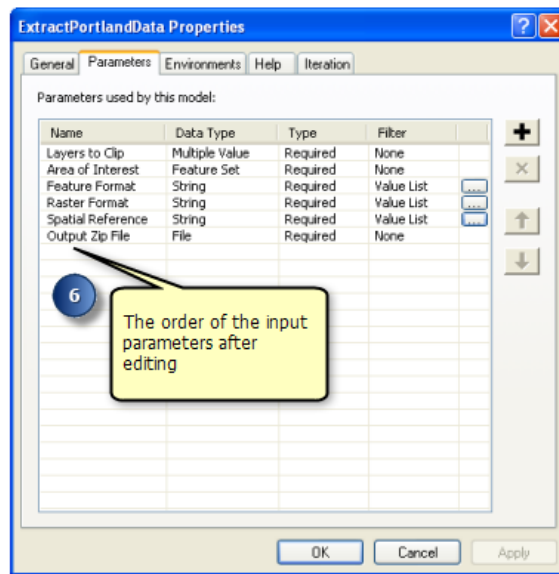 ExtractPortlandData Properties
General Parameters Environments Help Iteration
Parameters used by this model:
Name Data Type Type Filter
Layers to Clip Multiple Value Required None
Area of Interest Feature Set Required None
Feature Format String Required Value List ...
Raster Format String Required Value List ...
Spatial Reference String Required Value List ...
Output Zip File File Required None
6
The order of the input
parameters after
editing
OK Cancel Apply